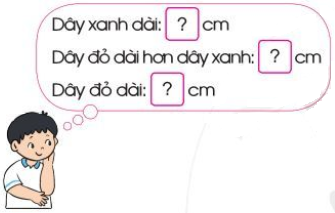 Dây xanh dài: ? cm
Dây đỏ dài hơn dây xanh: ? cm
Dây đỏ dài: ? cm